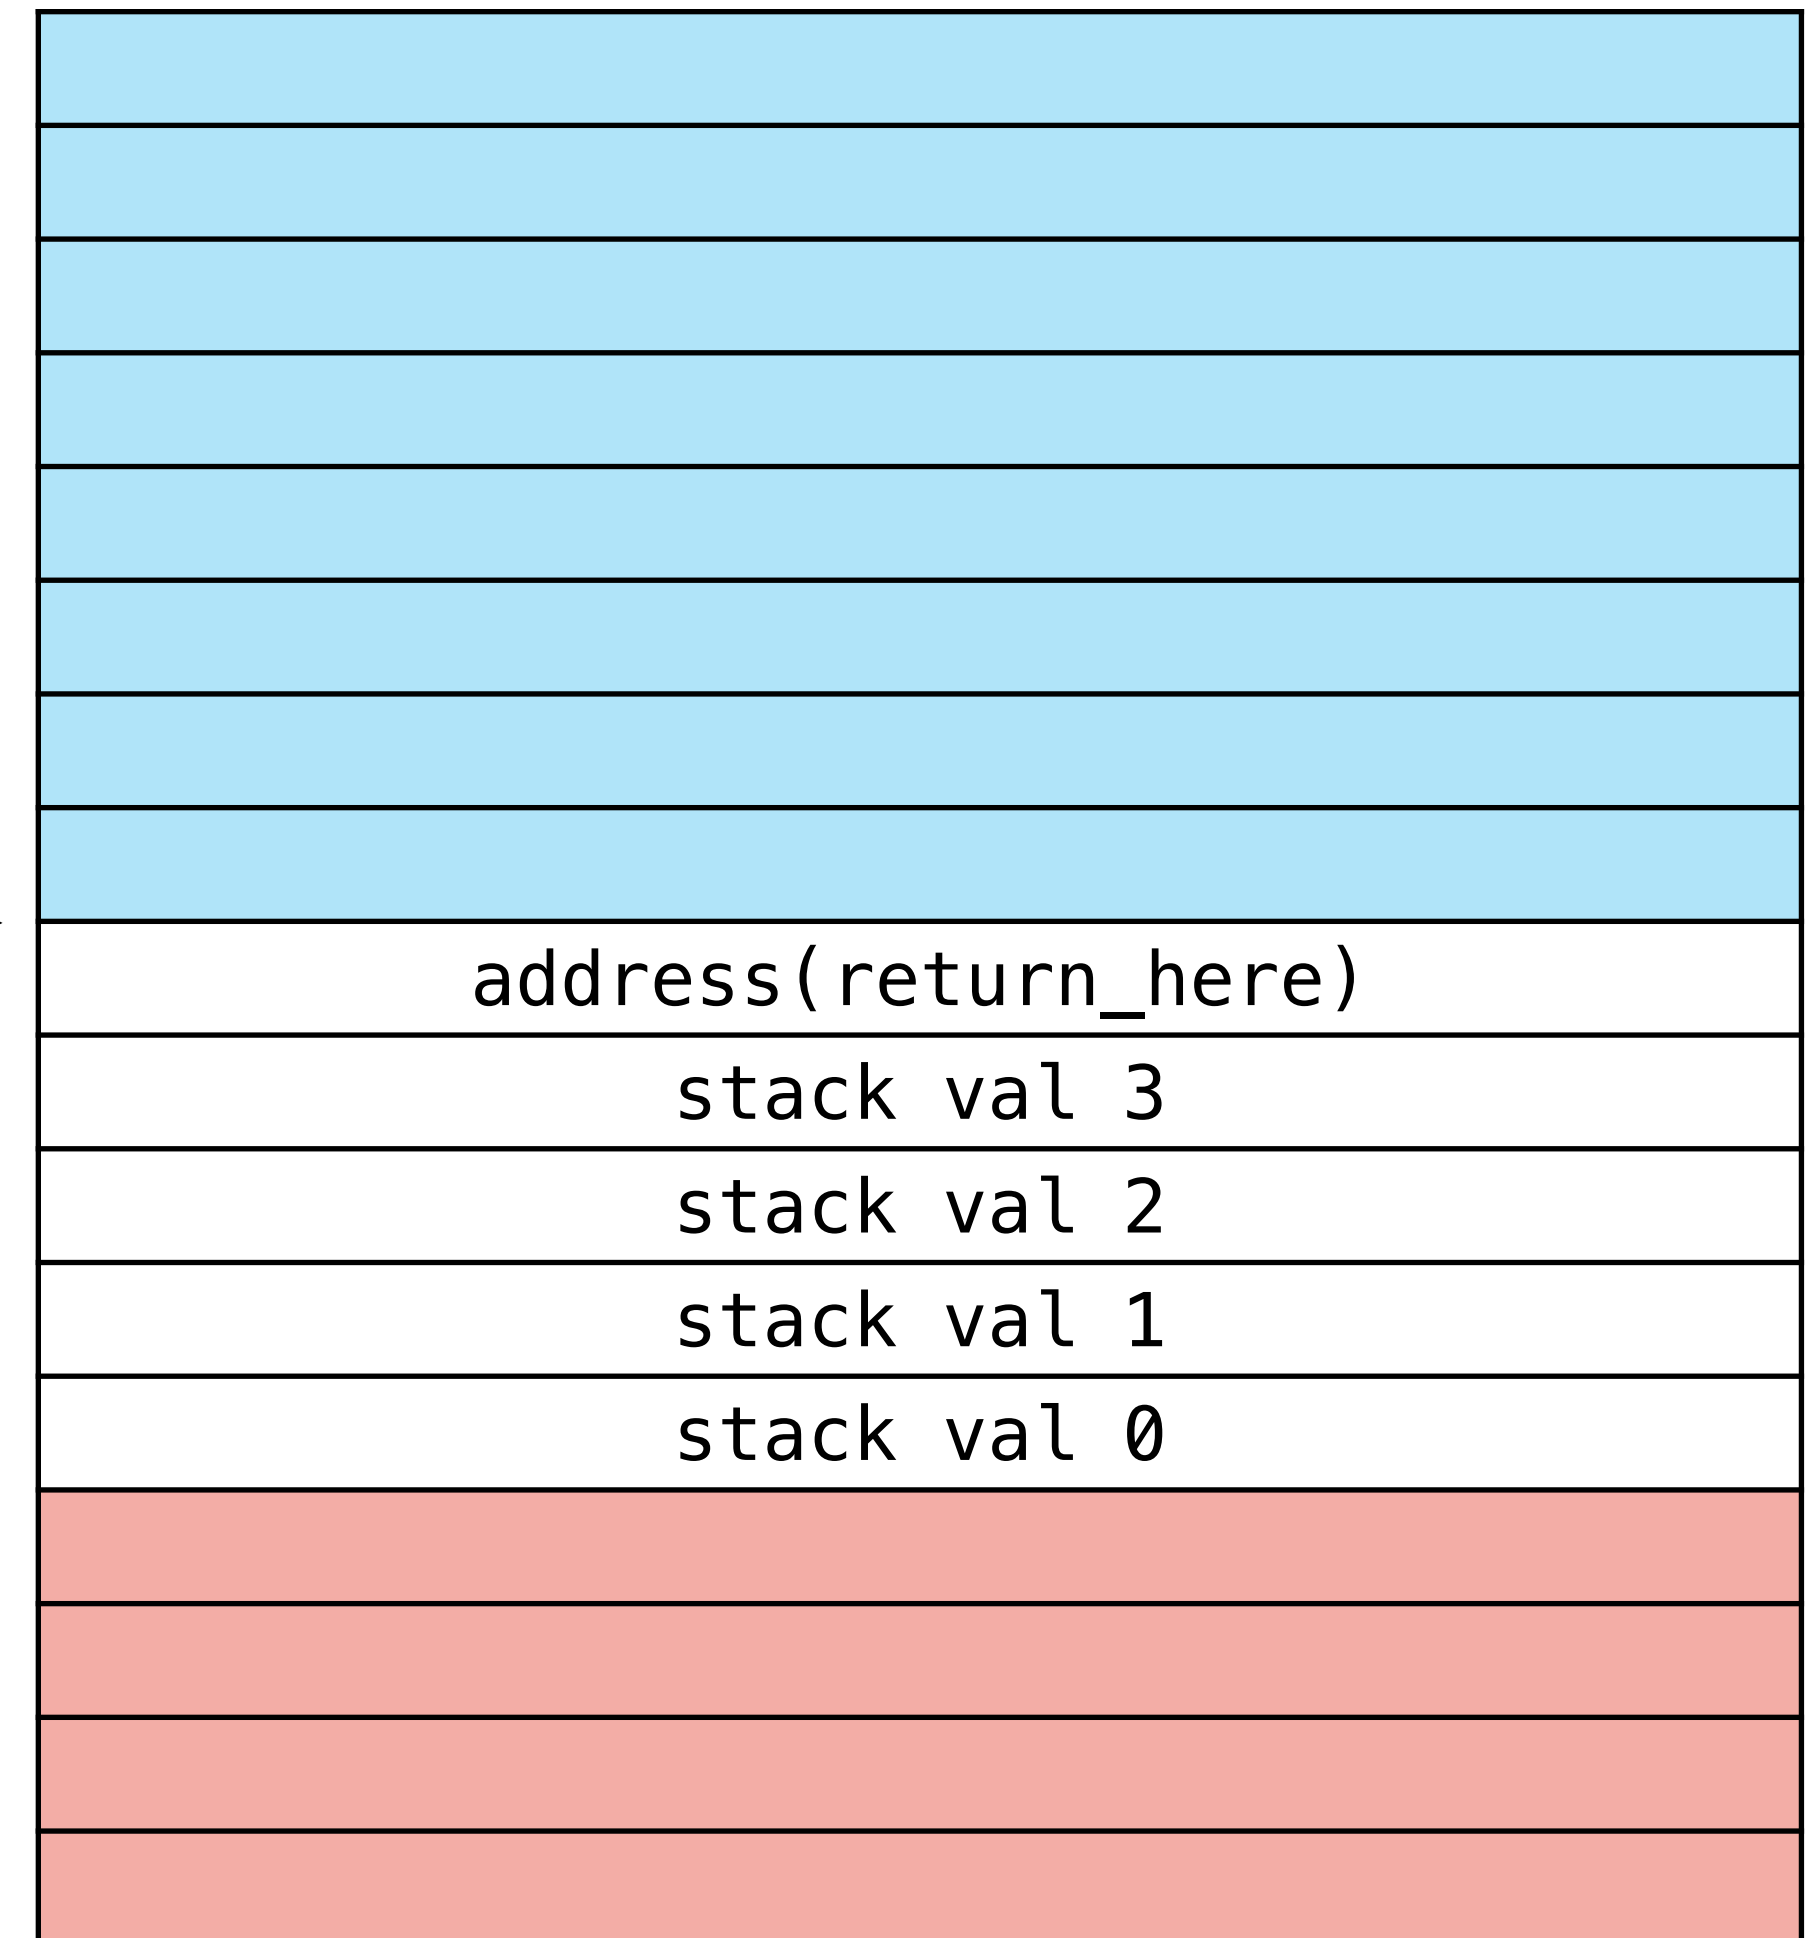 address(return_here)
stack val 3
stack val 2
stack val 1
stack val 0